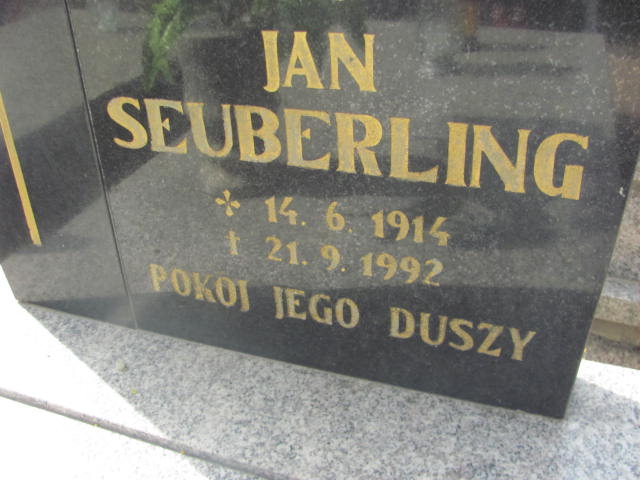 JAN
SEUBERLING
✣ 14. 6. 1914
† 21. 9. 1992
POKOJ JEGO DUSZY